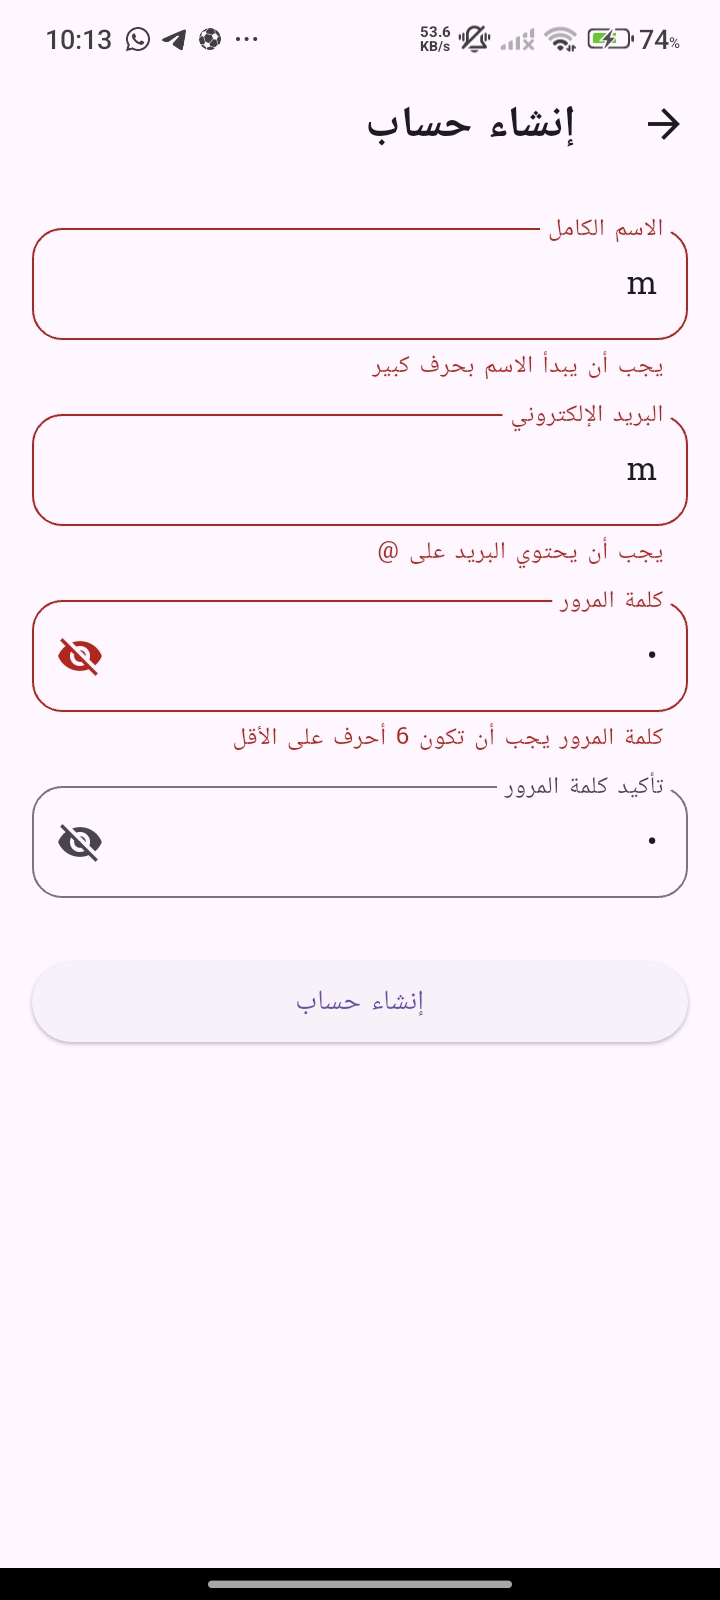 10:13
53.6
KB/s
74%
إنشاء حساب
الاسم الكامل
m
يجب أن يبدأ الاسم بحرف كبير
البريد الإلكتروني
m
يجب أن يحتوي البريد على @
كلمة المرور
•
كلمة المرور يجب أن تكون 6 أحرف على الأقل
تأكيد كلمة المرور
•
إنشاء حساب